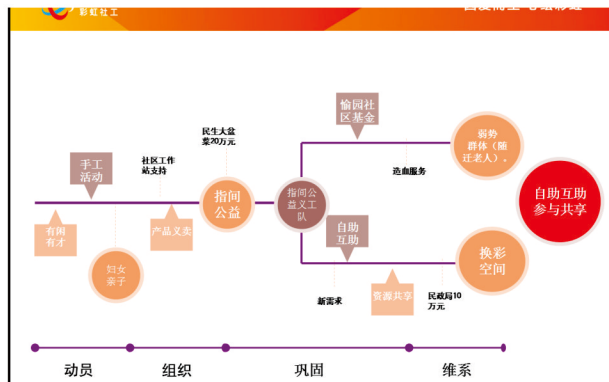 彩虹社工
手工
活动
社区工作
站支持
民生大盆
菜20万元
愉园社
区基金
弱势
群体(随
迁老人)。
造血服务
自助互助
参与共享
指间
公益
指间公
益义工
队
有闲
有才
产品义卖
自助
互助
妇女
亲子
换彩
空间
新需求
资源共享
民政局10
万元
动员
组织
巩固
维系